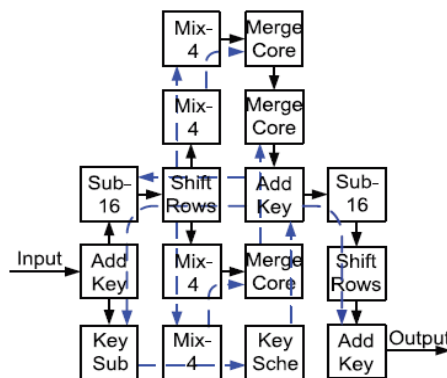 Mix-
4
Merge
Core
Mix-
4
Merge
Core
Sub-
16
Shift
Rows
Add
Key
Sub-
16
Input
Add
Key
Mix-
4
Merge
Core
Shift
Rows
Key
Sub
Mix-
4
Key
Sche
Add
Key
Output